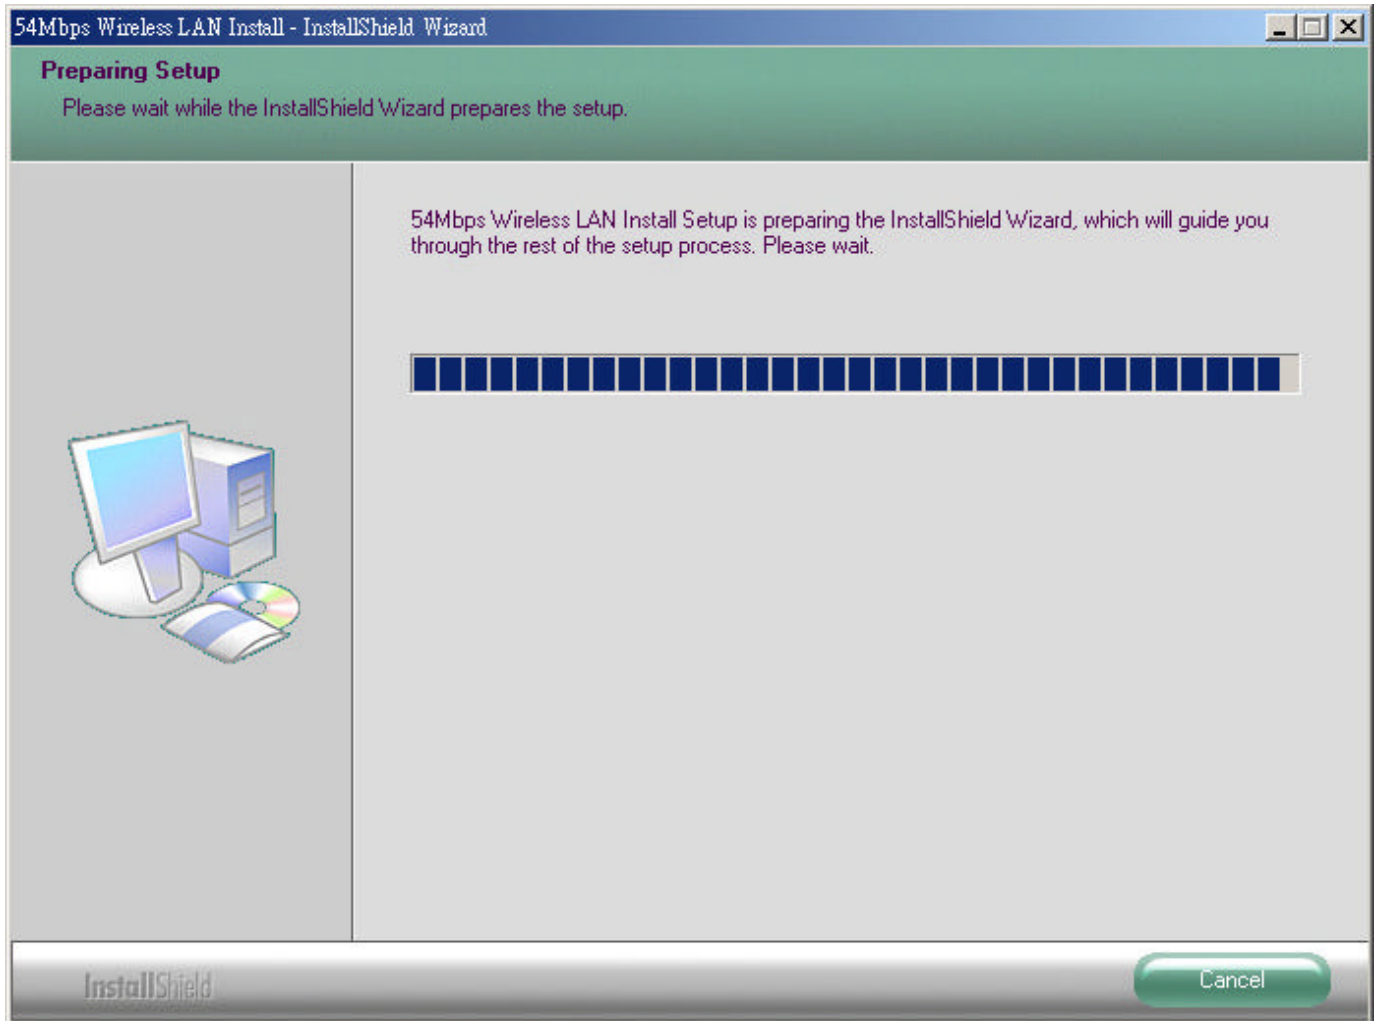 54Mbps Wireless LAN Install - InstallShield Wizard
Preparing Setup
Please wait while the InstallShield Wizard prepares the setup.
54Mbps Wireless LAN Install Setup is preparing the InstallShield Wizard, which will guide you
through the rest of the setup process. Please wait.
InstallShield
Cancel